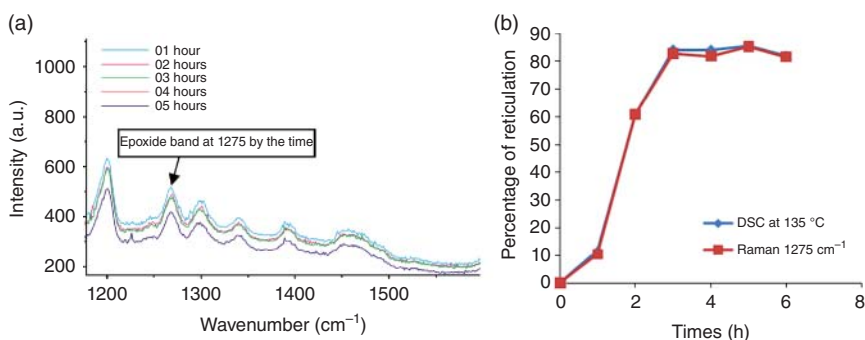 (a)
1000
800
600
400
200
Intensity (a.u.)
01 hour
02 hours
03 hours
04 hours
05 hours
Epoxide band at 1275 by the time
1200 1300 1400 1500
Wavenumber (cm⁻¹)
(b)
90
80
70
60
50
40
30
20
10
0
Percentage of reticulation
DSC at 135 °C
Raman 1275 cm⁻¹
0 2 4 6 8
Times (h)